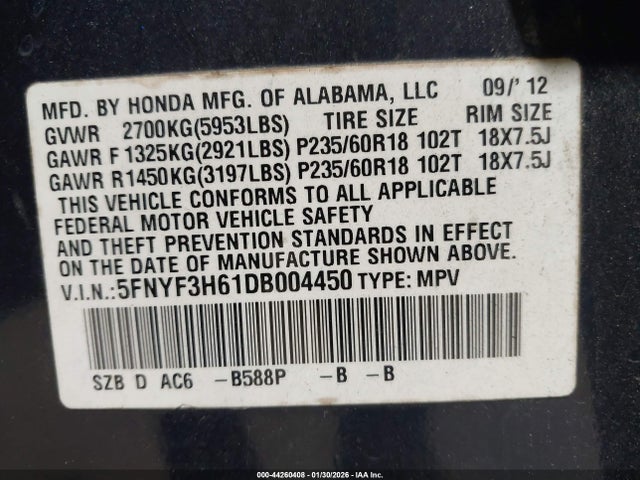 MFD. BY HONDA MFG. OF ALABAMA, LLC 09/'12
GVWR 2700KG(5953LBS) TIRE SIZE RIM SIZE
GAWR F 1325KG(2921LBS) P235/60R18 102T 18X7.5J
GAWR R1450KG(3197LBS) P235/60R18 102T 18X7.5J
THIS VEHICLE CONFORMS TO ALL APPLICABLE
FEDERAL MOTOR VEHICLE SAFETY
AND THEFT PREVENTION STANDARDS IN EFFECT
ON THE DATE OF MANUFACTURE SHOWN ABOVE.
V.I.N.:5FNYF3H61DB004450 TYPE: MPV
SZB D AC6 -B588P -B -B
000-44260408 | 01/30/2026 | IAA Inc.